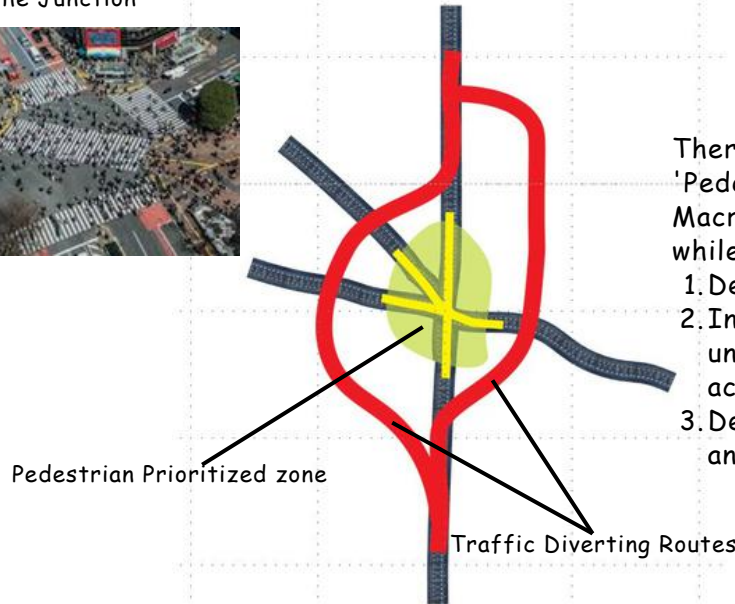 he Junction
Ther
'Ped
Macr
while
1.De
2.In
un
ac
3.De
an
Pedestrian Prioritized zone
Traffic Diverting Routes